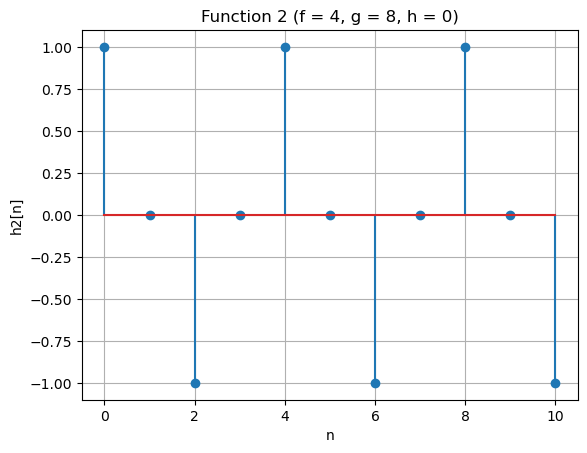 Function 2 (f = 4, g = 8, h = 0)
1.00
0.75
0.50
0.25
0.00
−0.25
−0.50
−0.75
−1.00
h2[n]
0 2 4 6 8 10
n